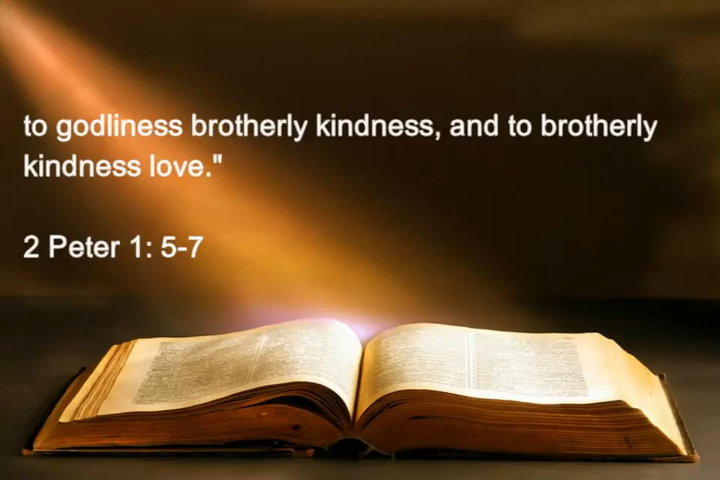 to godliness brotherly kindness, and to brotherly
kindness love."
2 Peter 1: 5-7